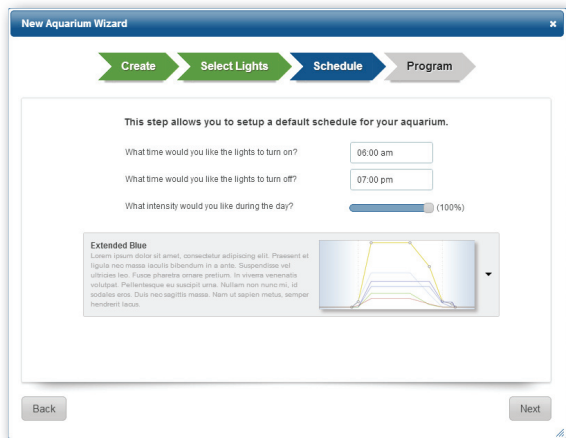 New Aquarium Wizard
Create Select Lights Schedule Program
This step allows you to setup a default schedule for your aquarium.
What time would you like the lights to turn on? 06:00 am
What time would you like the lights to turn off? 07:00 pm
What intensity would you like during the day? (100%)
Extended Blue
Lorem ipsum dolor sit amet, consectetur adipiscing elit. Praesent et
ligula nec massa iaculis bibendum in a ante. Suspendisse vel
ultricies leo. Fusce pharetra ornare pretium. In viverra venenatis
volutpat. Pellentesque eu suscipit urna. Nullam non nunc mi, id
sodales eros. Duis nec sagittis massa. Nam ut sapien metus, semper
hendrerit lacus.
Back Next